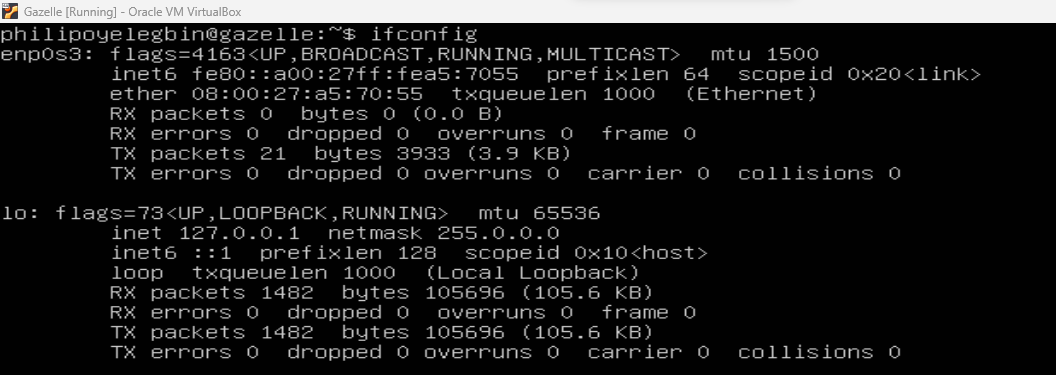 Gazelle [Running] - Oracle VM VirtualBox
philipoyelegbin@gazelle:~$ ifconfig
enp0s3: flags=4163<UP,BROADCAST,RUNNING,MULTICAST>  mtu 1500
        inet6 fe80::a00:27ff:fea5:7055  prefixlen 64  scopeid 0x20<link>
        ether 08:00:27:a5:70:55  txqueuelen 1000  (Ethernet)
        RX packets 0  bytes 0 (0.0 B)
        RX errors 0  dropped 0  overruns 0  frame 0
        TX packets 21  bytes 3933 (3.9 KB)
        TX errors 0  dropped 0 overruns 0  carrier 0  collisions 0

lo: flags=73<UP,LOOPBACK,RUNNING>  mtu 65536
        inet 127.0.0.1  netmask 255.0.0.0
        inet6 ::1  prefixlen 128  scopeid 0x10<host>
        loop  txqueuelen 1000  (Local Loopback)
        RX packets 1482  bytes 105696 (105.6 KB)
        RX errors 0  dropped 0  overruns 0  frame 0
        TX packets 1482  bytes 105696 (105.6 KB)
        TX errors 0  dropped 0 overruns 0  carrier 0  collisions 0